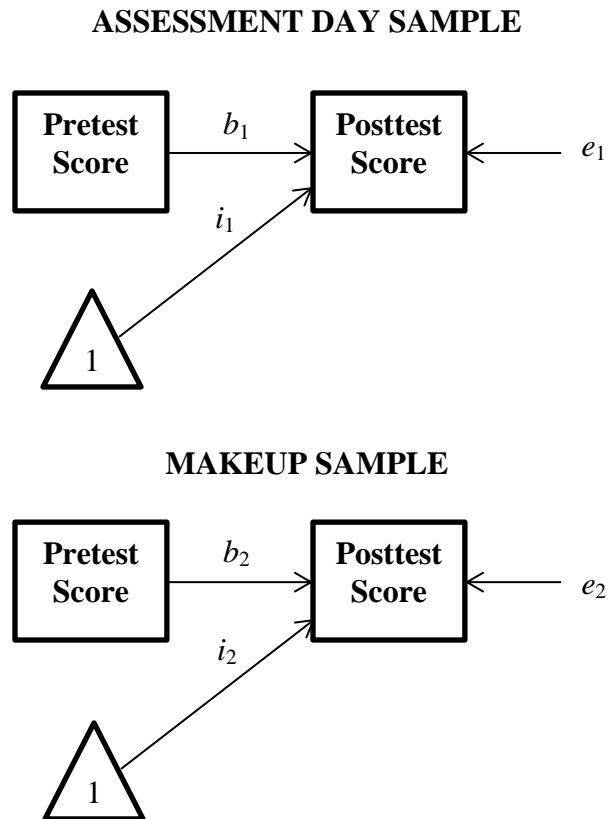 ASSESSMENT DAY SAMPLE
Pretest
Score
b1
Posttest
Score
e1
i1
1
MAKEUP SAMPLE
Pretest
Score
b2
Posttest
Score
e2
i2
1